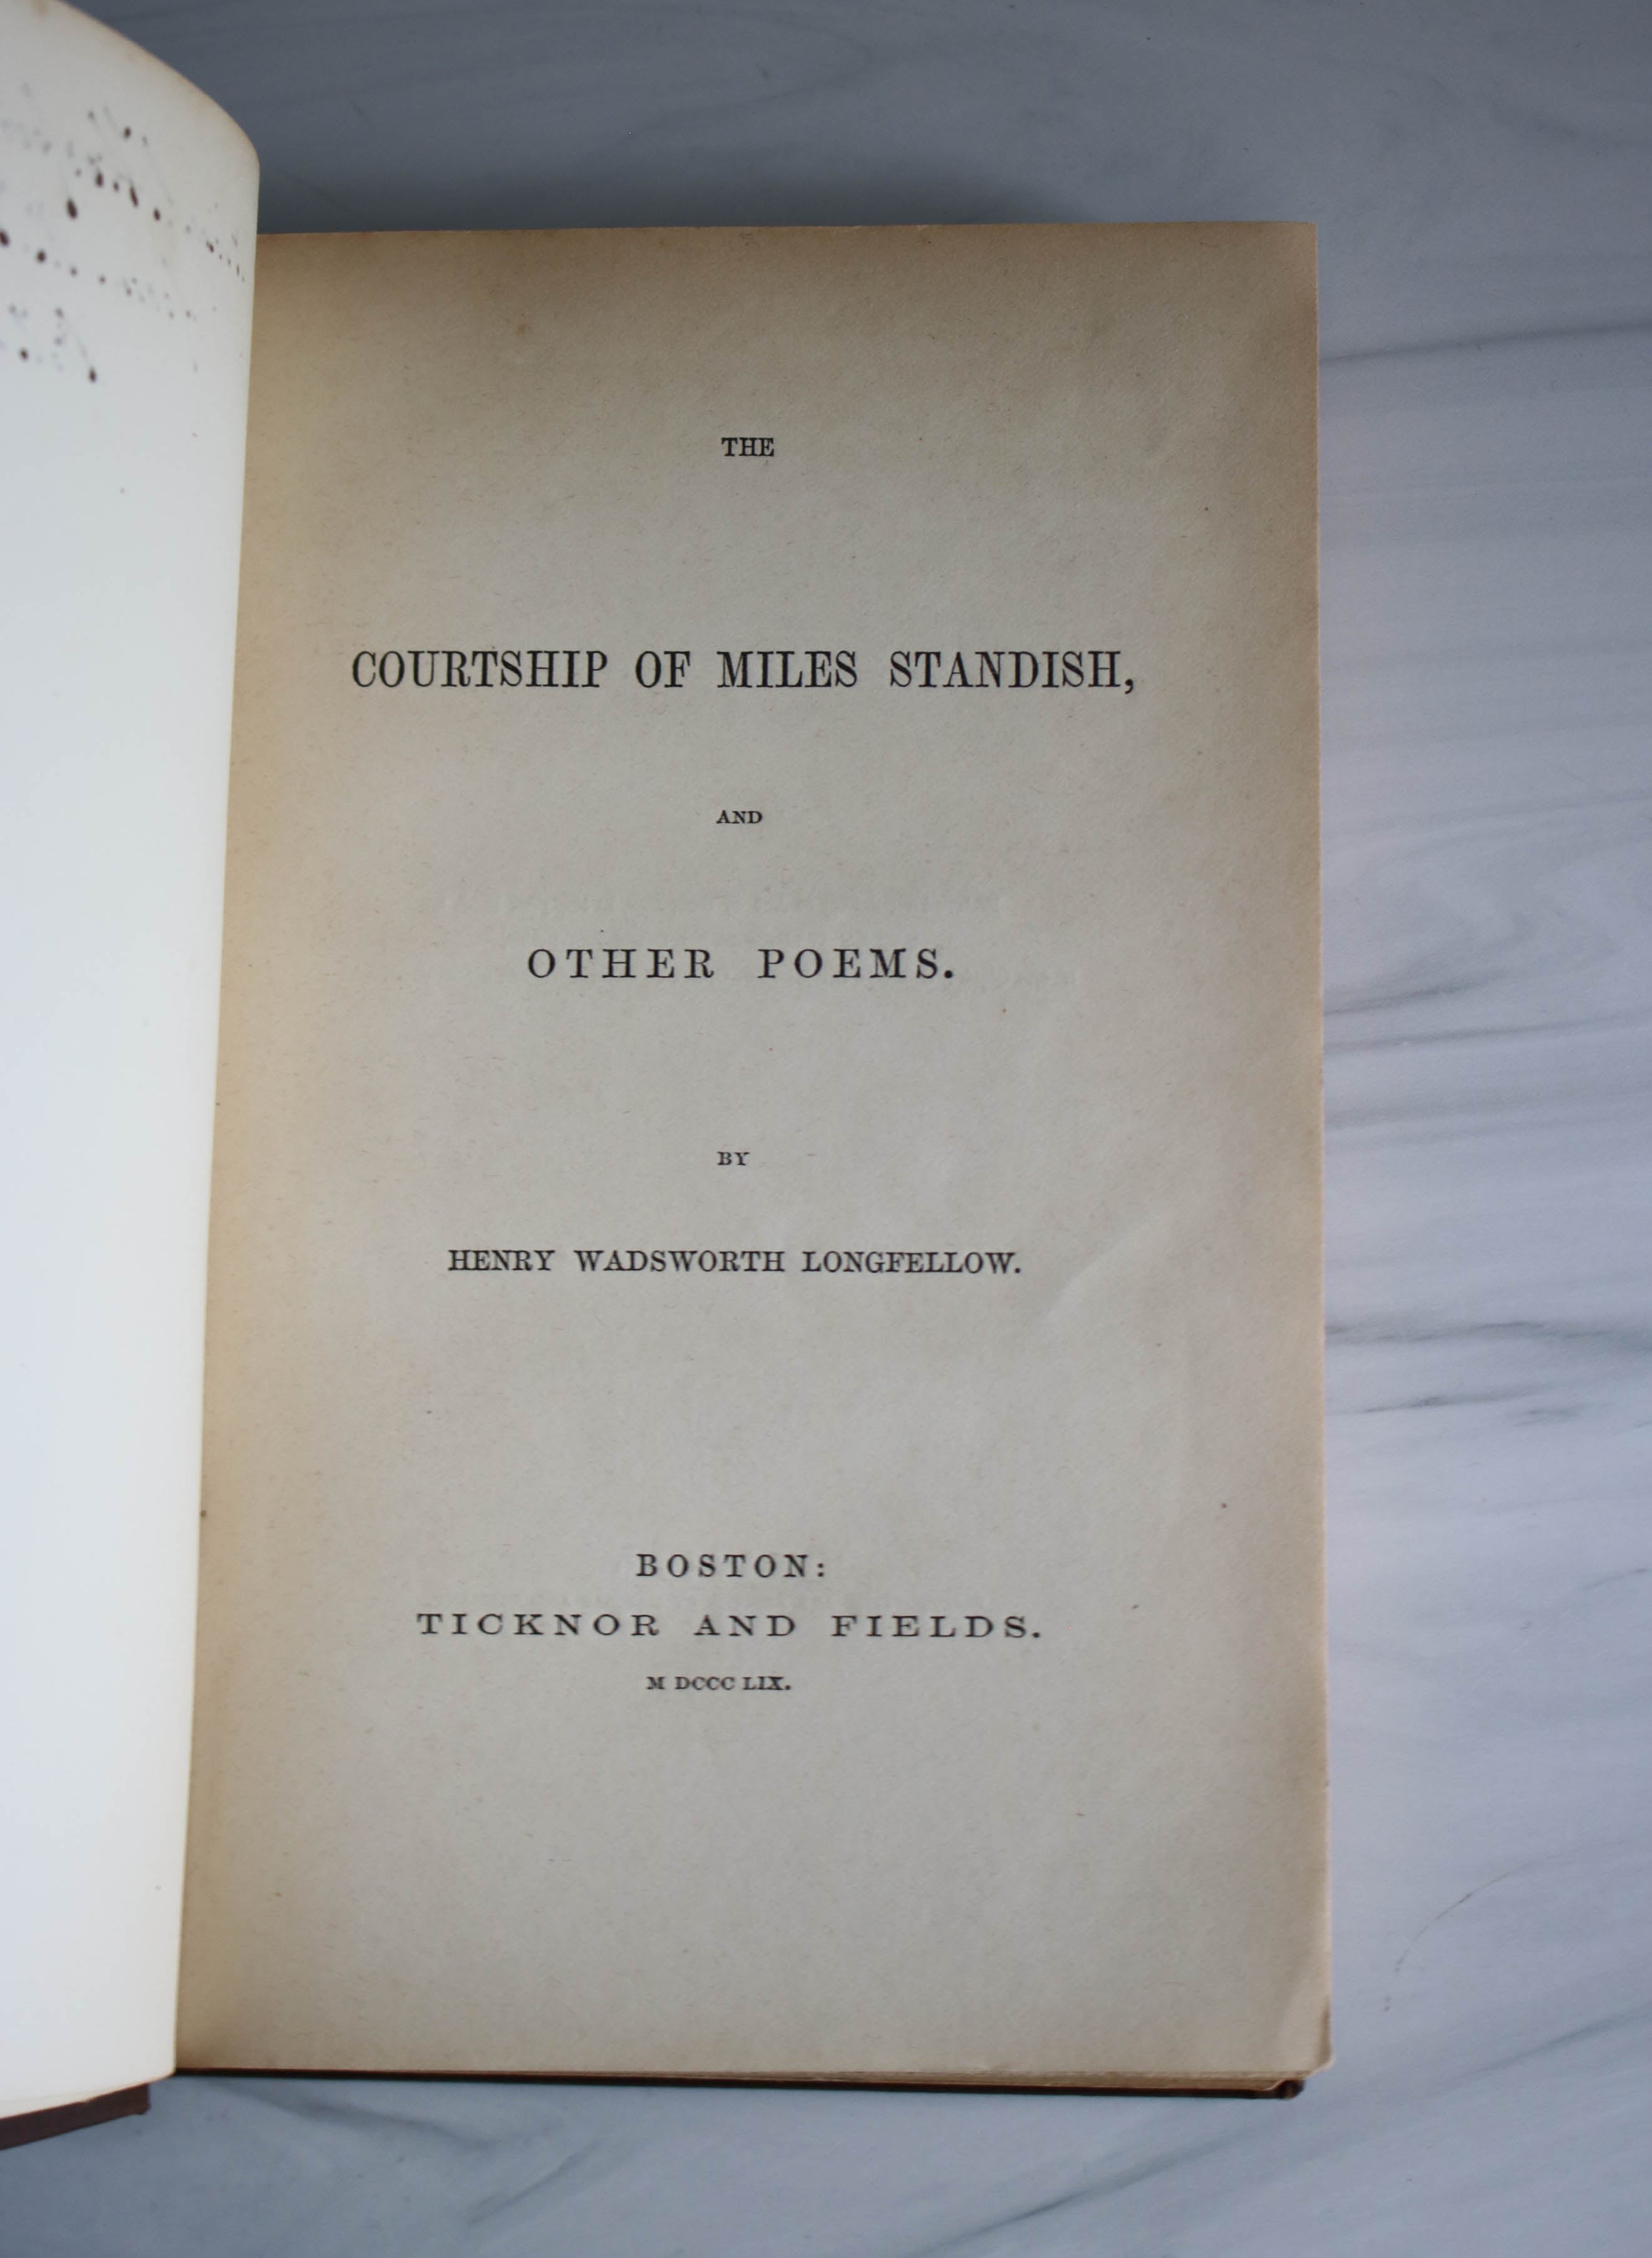 THE
COURTSHIP OF MILES STANDISH,
AND
OTHER POEMS.
BY
HENRY WADSWORTH LONGFELLOW.
BOSTON:
TICKNOR AND FIELDS.
M DCCC LIX.